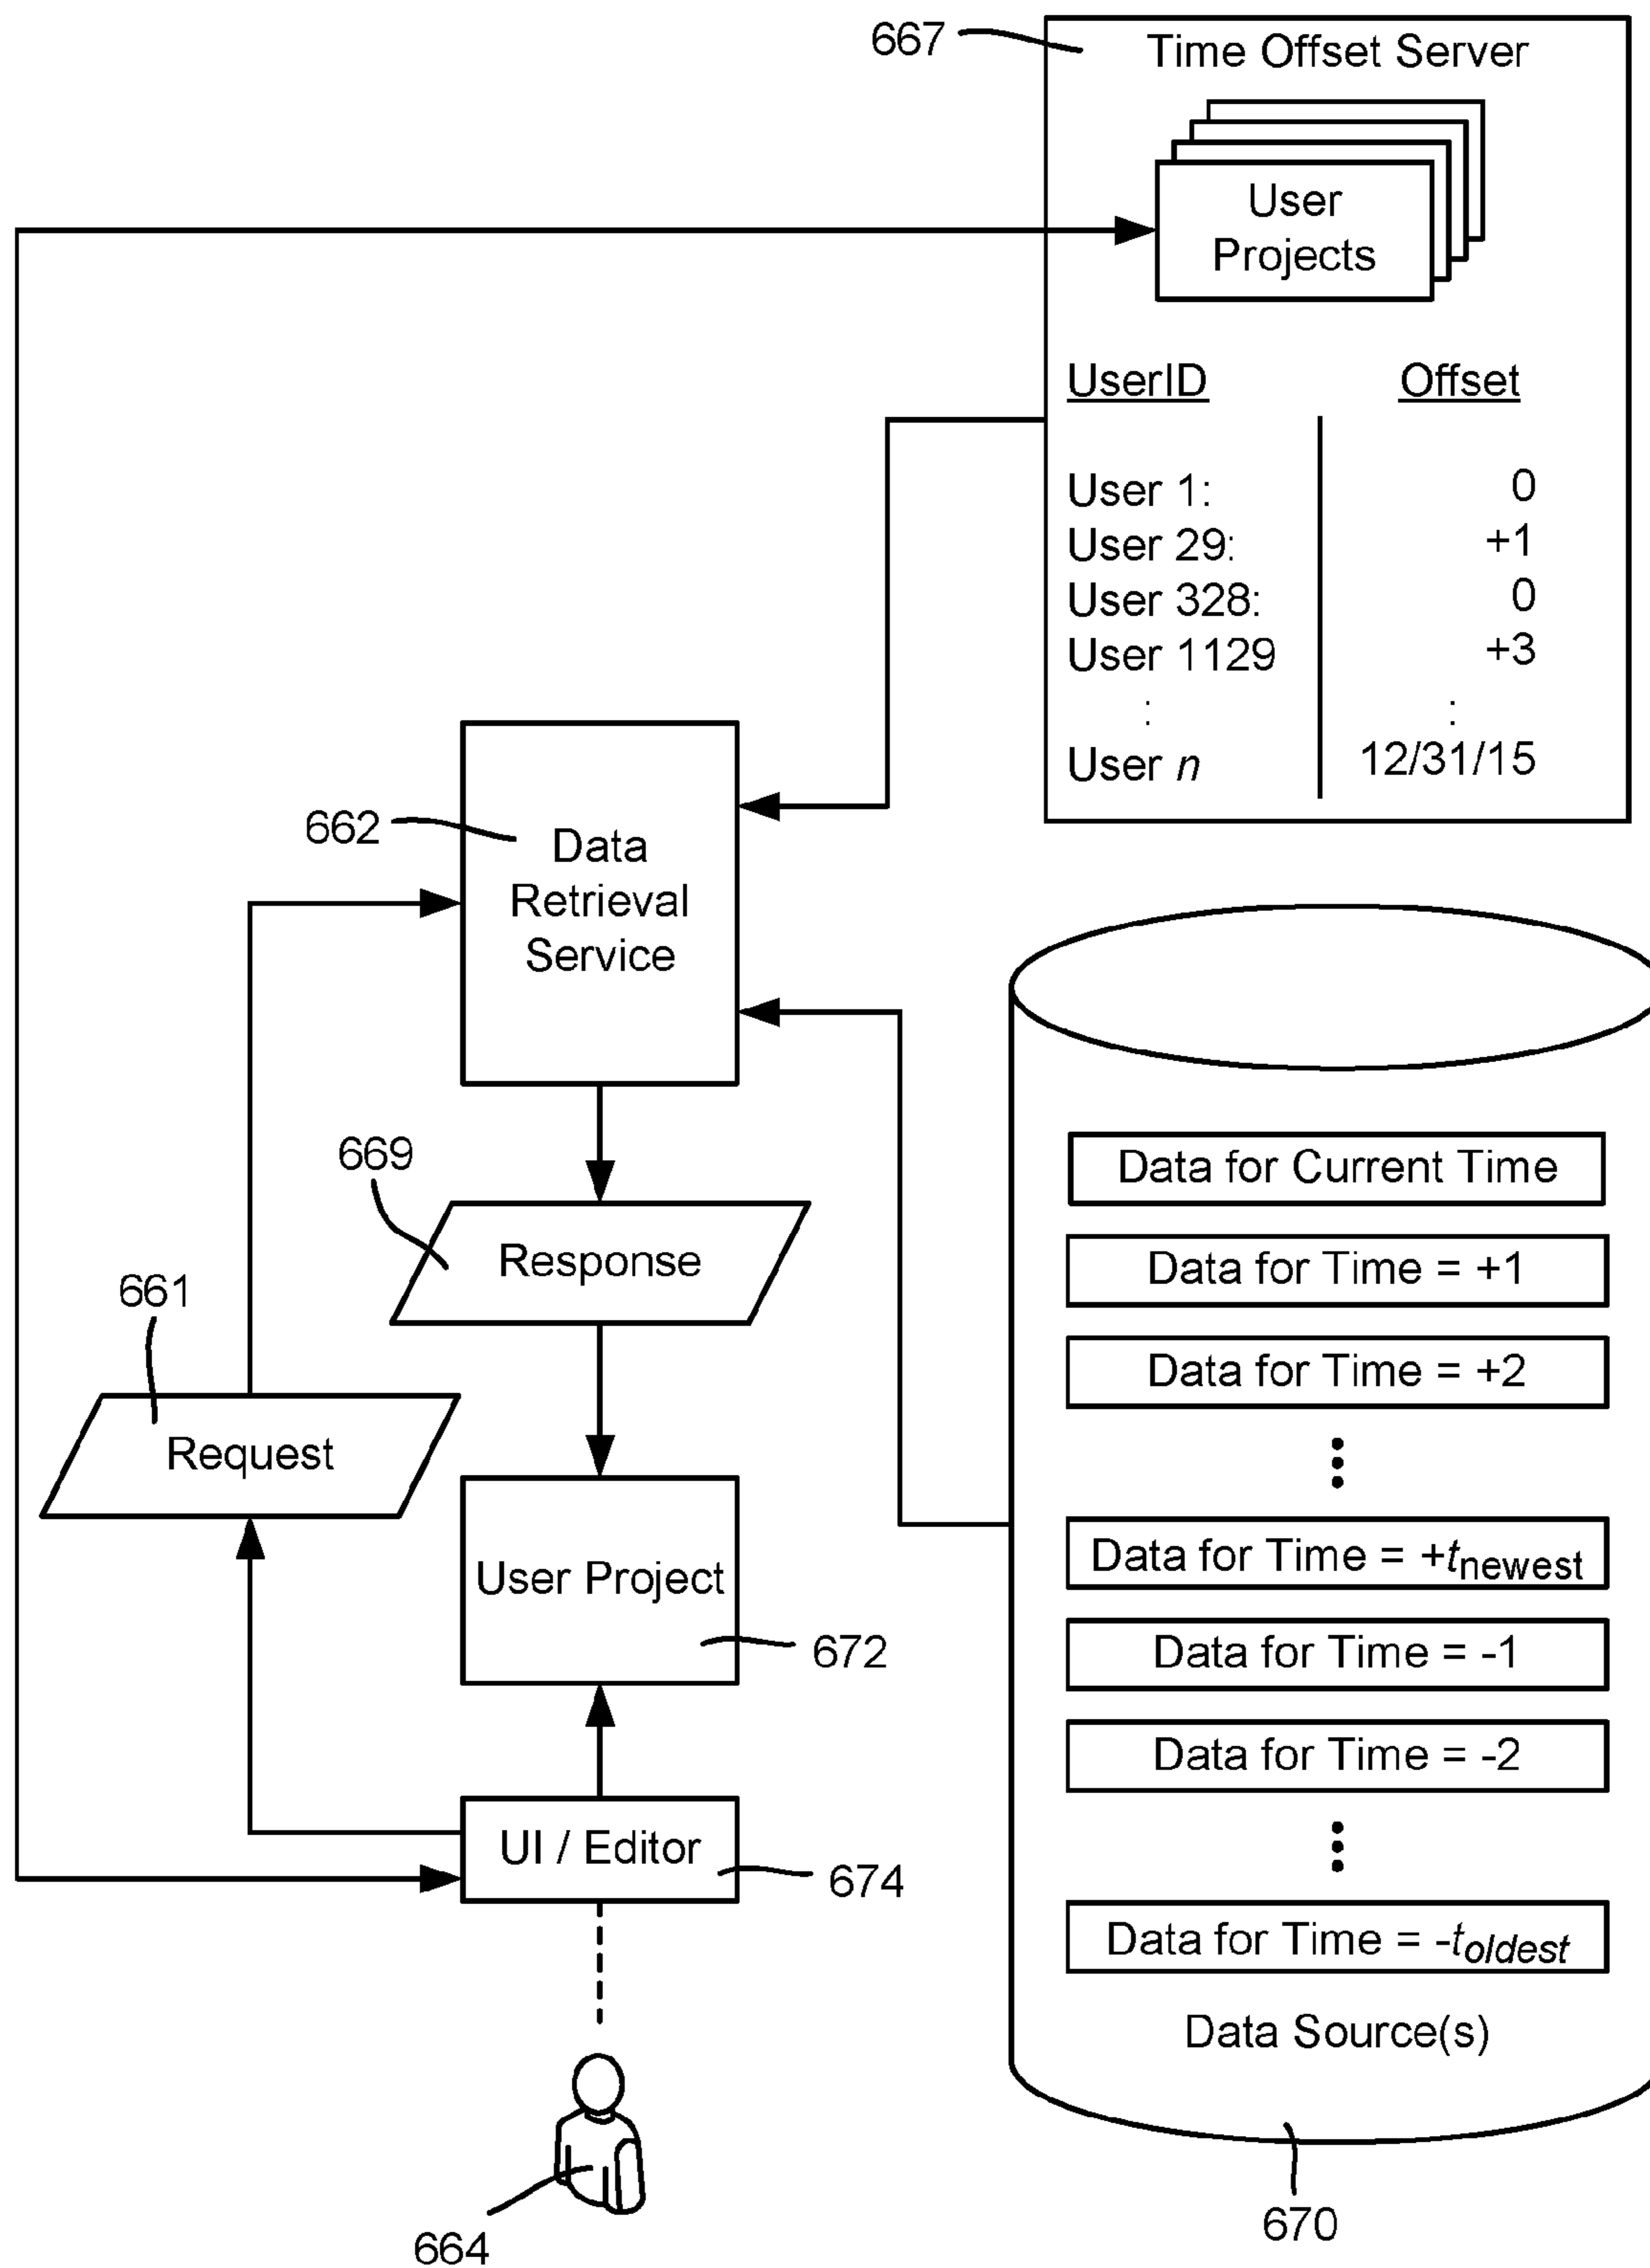 667
Time Offset Server
User
Projects
UserID Offset
User 1: 0
User 29: +1
User 328: 0
User 1129 +3
: :
User n 12/31/15
662
Data
Retrieval
Service
669
Response
661
Request
User Project
672
UI / Editor
674
664
Data for Current Time
Data for Time = +1
Data for Time = +2
Data for Time = +tnewest
Data for Time = -1
Data for Time = -2
Data for Time = -toldest
Data Source(s)
670